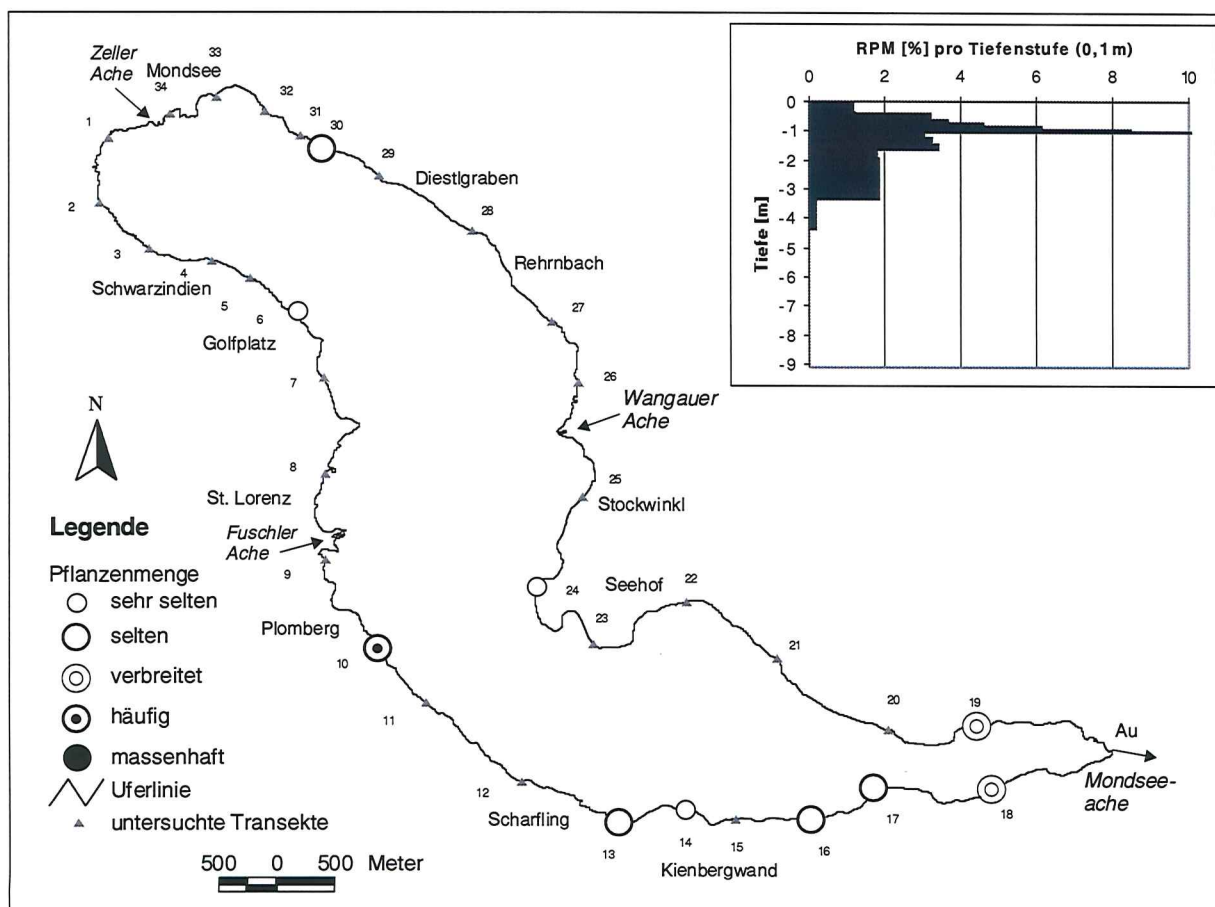 Zeller
Ache
Mondsee
33
34
32
31
30
1
29
Diestlgraben
2
28
3
4
Rehrnbach
Schwarzindien
5
6
27
Golfplatz
7
26
Wangauer
Ache
N
8
25
St. Lorenz
Stockwinkl
Fuschler
Ache
9
24
Seehof
22
23
Plomberg
10
21
11
20
19
Au
Mondsee-
ache
12
Scharfling
13
14
15
16
17
18
Kienbergwand
Legende
Pflanzenmenge
sehr selten
selten
verbreitet
häufig
massenhaft
Uferlinie
untersuchte Transekte
500 0 500 Meter
RPM [%] pro Tiefenstufe (0,1m)
0 2 4 6 8 10
Tiefe [m]
0
-1
-2
-3
-4
-5
-6
-7
-8
-9